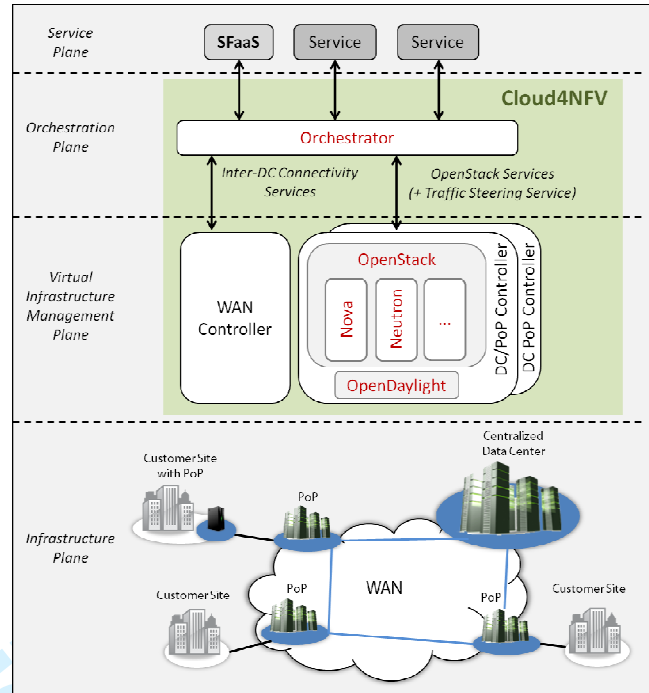 Service
Plane
SFaaS
Service
Service
Cloud4NFV
Orchestration
Plane
Orchestrator
Inter-DC Connectivity
Services
OpenStack Services
(+ Traffic Steering Service)
Virtual
Infrastructure
Management
Plane
WAN
Controller
OpenStack
Nova
Neutron
...
OpenDaylight
DC/PoP Controller
DC PoP Controller
Infrastructure
Plane
Customer Site
with PoP
PoP
Centralized
Data Center
WAN
Customer Site
PoP
PoP
Customer Site